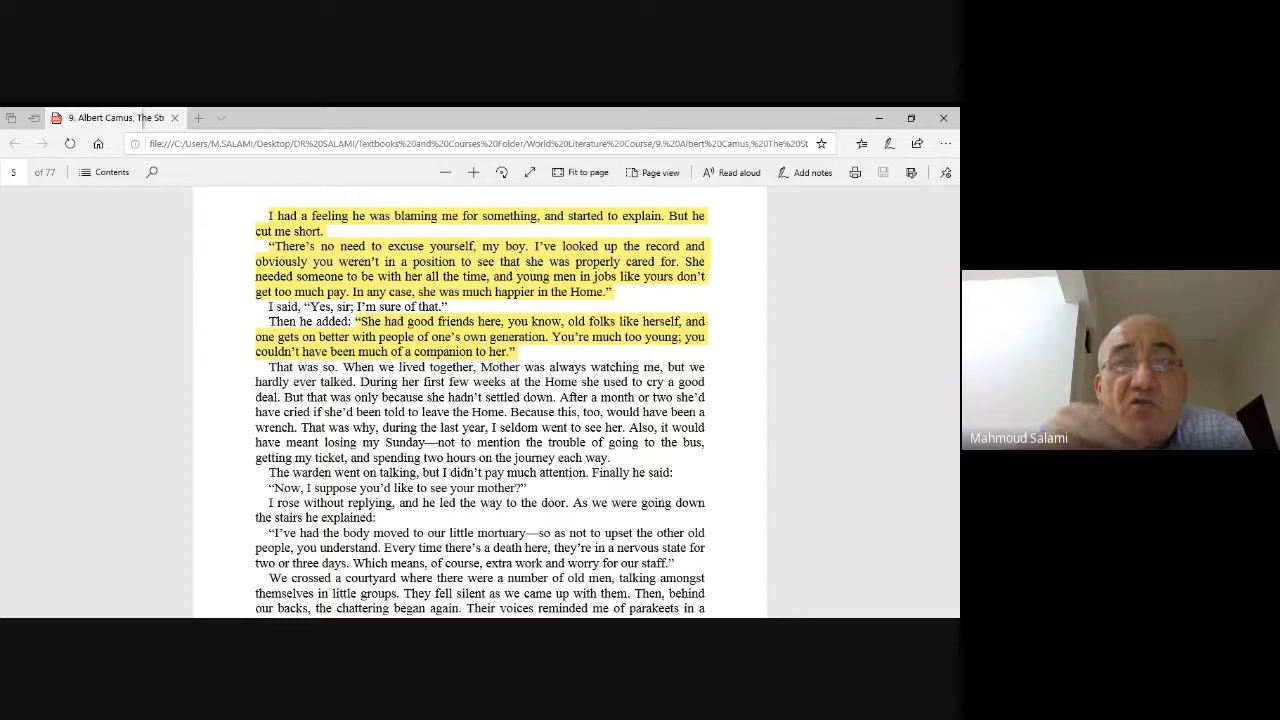 9. Albert Camus, The Str
file:///C:/Users/M.SALAMI/Desktop/DR%20SALAMI/Textbooks%20and%20Courses%20Folder/World%20Literature%20Course/9.%20Albert%20Camus,%20The%20St
5 of 77 Contents Fit to page Page view Read aloud Add notes
I had a feeling he was blaming me for something, and started to explain. But he
cut me short.
“There’s no need to excuse yourself, my boy. I’ve looked up the record and
obviously you weren’t in a position to see that she was properly cared for. She
needed someone to be with her all the time, and young men in jobs like yours don’t
get too much pay. In any case, she was much happier in the Home.”
I said, “Yes, sir; I’m sure of that.”
Then he added: “She had good friends here, you know, old folks like herself, and
one gets on better with people of one’s own generation. You’re much too young; you
couldn’t have been much of a companion to her.”
That was so. When we lived together, Mother was always watching me, but we
hardly ever talked. During her first few weeks at the Home she used to cry a good
deal. But that was only because she hadn’t settled down. After a month or two she’d
have cried if she’d been told to leave the Home. Because this, too, would have been a
wrench. That was why, during the last year, I seldom went to see her. Also, it would
have meant losing my Sunday—not to mention the trouble of going to the bus,
getting my ticket, and spending two hours on the journey each way.
The warden went on talking, but I didn’t pay much attention. Finally he said:
“Now, I suppose you’d like to see your mother?”
I rose without replying, and he led the way to the door. As we were going down
the stairs he explained:
“I’ve had the body moved to our little mortuary—so as not to upset the other old
people, you understand. Every time there’s a death here, they’re in a nervous state for
two or three days. Which means, of course, extra work and worry for our staff.”
We crossed a courtyard where there were a number of old men, talking amongst
themselves in little groups. They fell silent as we came up with them. Then, behind
our backs, the chattering began again. Their voices reminded me of parakeets in a
Mahmoud Salami